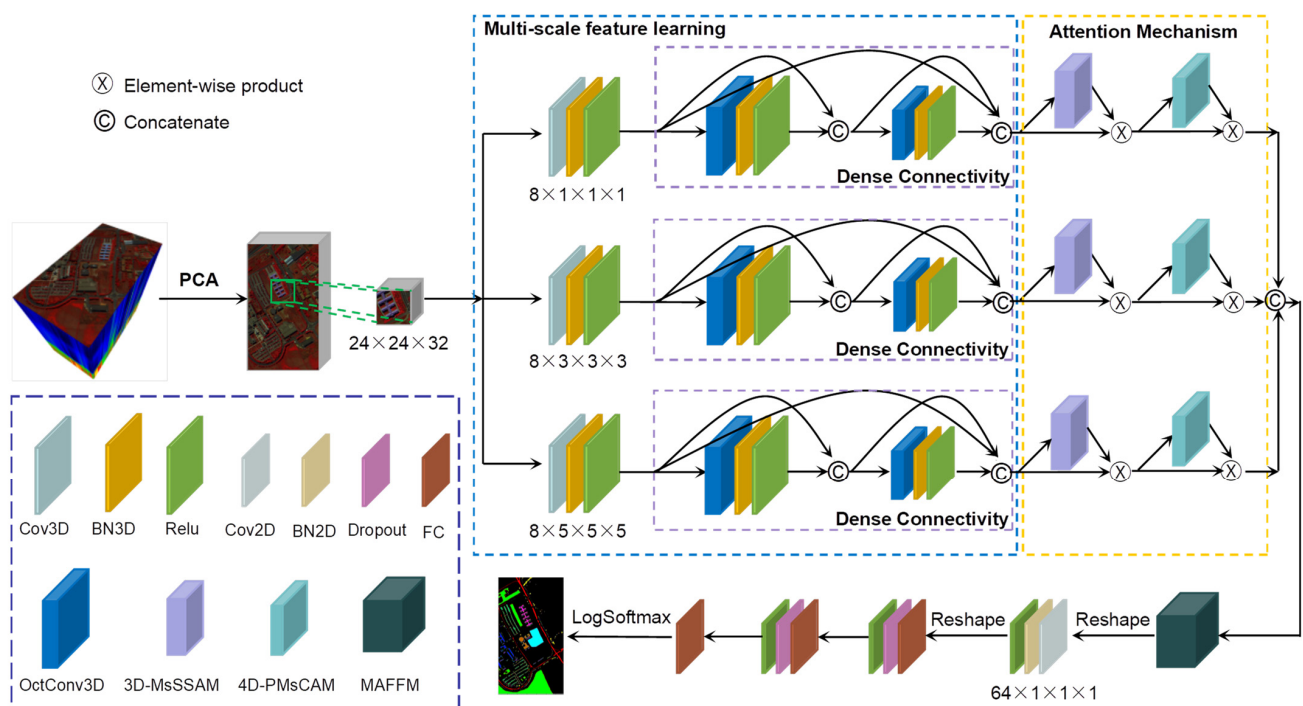 Multi-scale feature learning
Attention Mechanism
Ⓧ Element-wise product
Ⓒ Concatenate
C
C
X
X
Dense Connectivity
8×1×1×1
PCA
24×24×32
C
C
X
X
C
Dense Connectivity
8×3×3×3
C
C
X
X
Dense Connectivity
8×5×5×5
Cov3D
BN3D
Relu
Cov2D
BN2D
Dropout
FC
OctConv3D
3D-MsSSAM
4D-PMsCAM
MAFFM
LogSoftmax
Reshape
Reshape
64×1×1×1